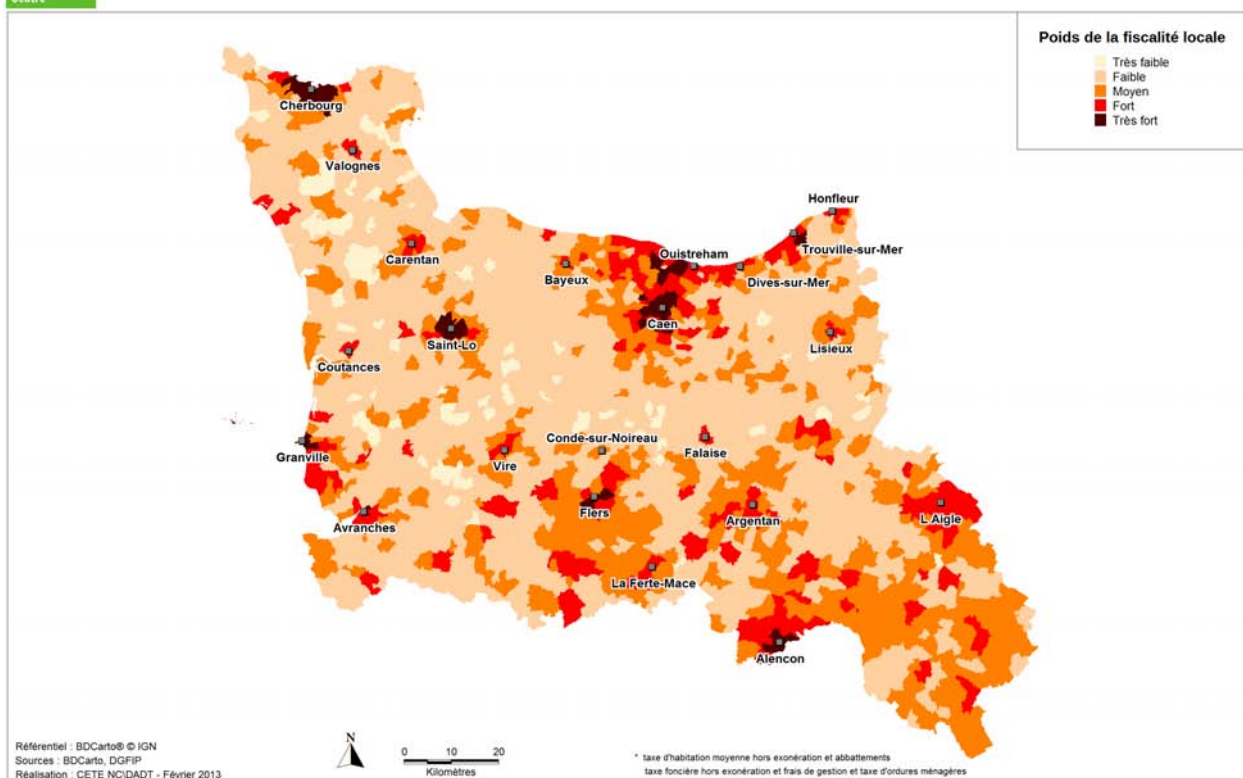 centre
Poids de la fiscalité locale
Très faible
Faible
Moyen
Fort
Très fort
Cherbourg
Valognes
Honfleur
Trouville-sur-Mer
Carentan
Ouistreham
Bayeux
Dives-sur-Mer
Caen
Saint-Lo
Lisieux
Coutances
Conde-sur-Noireau
Falaise
Granville
Vire
Flers
Argentan
L Aigle
Avranches
La Ferte-Mace
Alencon
Référentiel : BDCarto® © IGN
Sources : BDCarto, DGFIP
Réalisation : CETE NC\DADT - Février 2013
N
0 10 20
Kilomètres
* taxe d'habitation moyenne hors exonération et abbattements
taxe foncière hors exonération et frais de gestion et taxe d'ordures ménagères